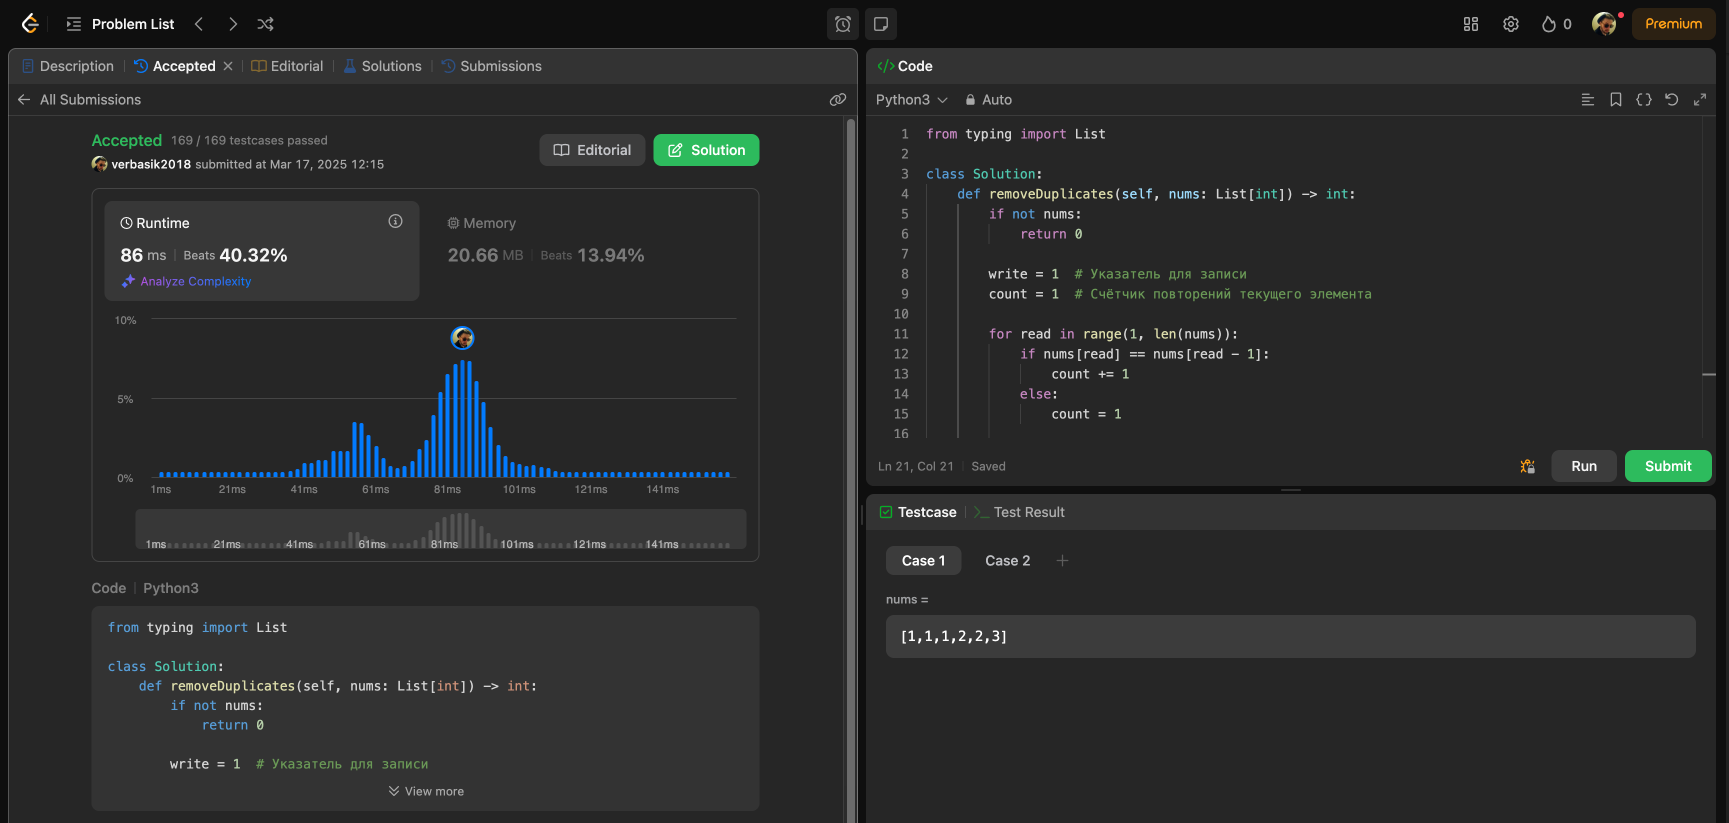 Problem List
0
Premium
Description
Accepted
Editorial
Solutions
Submissions
All Submissions
Accepted 169 / 169 testcases passed
verbasik2018 submitted at Mar 17, 2025 12:15
Editorial
Solution
Runtime
86 ms | Beats 40.32%
Analyze Complexity
Memory
20.66 MB | Beats 13.94%
10%
5%
0%
1ms 21ms 41ms 61ms 81ms 101ms 121ms 141ms
1ms 21ms 41ms 61ms 81ms 101ms 121ms 141ms
Code | Python3
from typing import List
class Solution:
def removeDuplicates(self, nums: List[int]) -> int:
if not nums:
return 0
write = 1 # Указатель для записи
View more
</> Code
Python3 Auto
1 from typing import List
2
3 class Solution:
4 def removeDuplicates(self, nums: List[int]) -> int:
5 if not nums:
6 return 0
7
8 write = 1 # Указатель для записи
9 count = 1 # Счётчик повторений текущего элемента
10
11 for read in range(1, len(nums)):
12 if nums[read] == nums[read - 1]:
13 count += 1
14 else:
15 count = 1
16
Ln 21, Col 21 | Saved
Run
Submit
Testcase
>_ Test Result
Case 1
Case 2
+
nums =
[1,1,1,2,2,3]